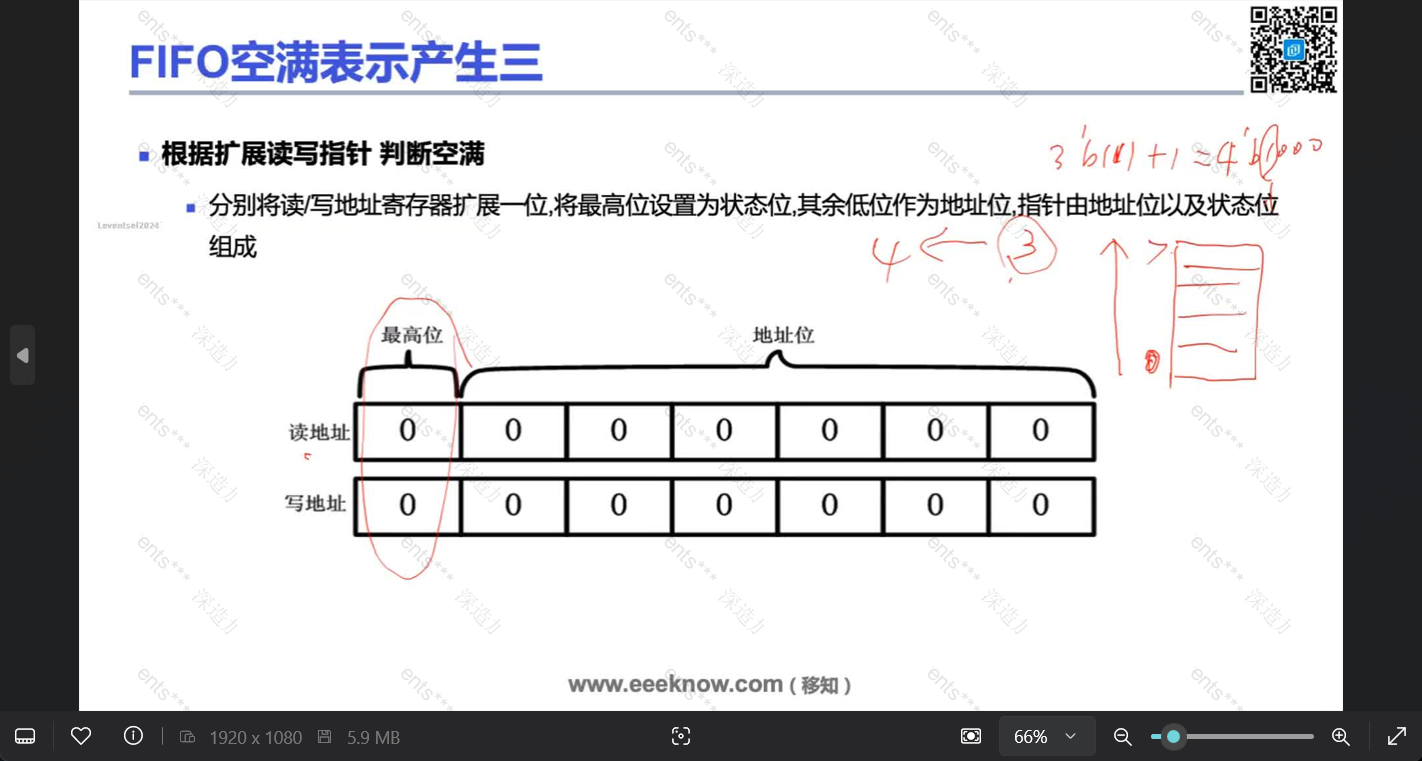 FIFO空满表示产生三
根据扩展读写指针 判断空满
3'b111+1=4'b1000
分别将读/写地址寄存器扩展一位,将最高位设置为状态位,其余低位作为地址位,指针由地址位以及状态位
组成
Leventsel2024
4 ← 3
7
0
最高位
地址位
读地址 0 0 0 0 0 0 0
写地址 0 0 0 0 0 0 0
www.eeeknow.com ( 移知 )
1920 x 1080
5.9 MB
66%